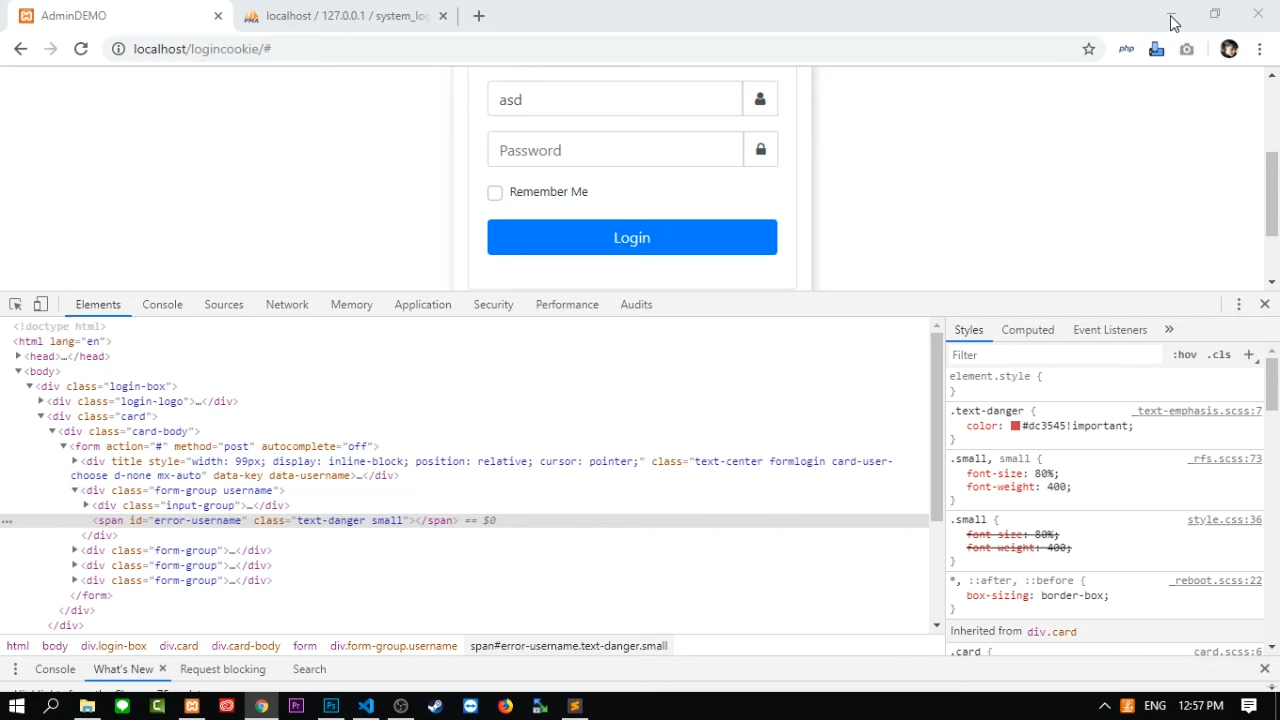 AdminDEMO
localhost / 127.0.0.1 / system_log
localhost/logincookie/#
php
asd
Password
Remember Me
Login
Elements Console Sources Network Memory Application Security Performance Audits
<!doctype html>
<html lang="en">
<head>…</head>
<body>
<div class="login-box">
<div class="login-logo">…</div>
<div class="card">
<div class="card-body">
<form action="#" method="post" autocomplete="off">
<div title style="width: 99px; display: inline-block; position: relative; cursor: pointer;" class="text-center formlogin card-user-
choose d-none mx-auto" data-key data-username>…</div>
<div class="form-group username">
<div class="input-group">…</div>
<span id="error-username" class="text-danger small"></span> == $0
</div>
<div class="form-group">…</div>
<div class="form-group">…</div>
<div class="form-group">…</div>
</form>
</div>
</div>
html body div.login-box div.card div.card-body form div.form-group.username span#error-username.text-danger.small
Styles Computed Event Listeners »
Filter :hov .cls +
element.style {
}
.text-danger { _text-emphasis.scss:7
color: #dc3545!important;
}
.small, small { _rfs.scss:73
font-size: 80%;
font-weight: 400;
}
.small { style.css:36
font-size: 80%;
font-weight: 400;
}
*, ::after, ::before { _reboot.scss:22
box-sizing: border-box;
}
Inherited from div.card
.card { card.scss:6
Console What's New × Request blocking Search
ENG 12:57 PM